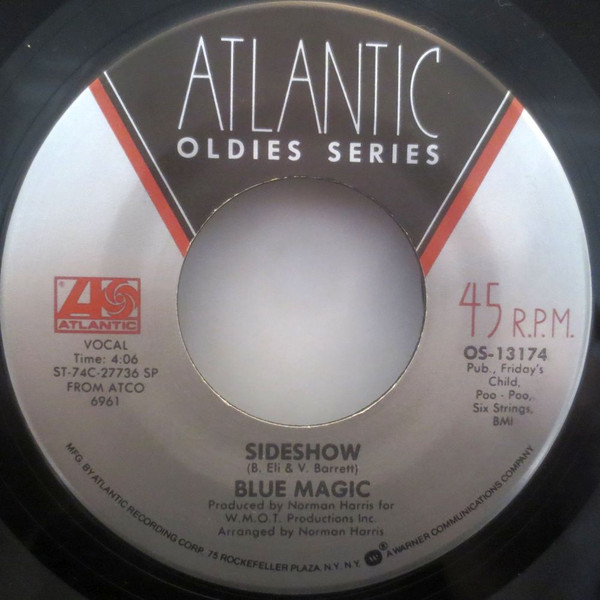 ATLANTIC
OLDIES SERIES
®
ATLANTIC
VOCAL
Time: 4:06
ST-74C-27736 SP
FROM ATCO
6961
45 R.P.M.
OS-13174
Pub., Friday's
Child,
Poo - Poo,
Six Strings,
BMI
SIDESHOW
(B. Eli & V. Barrett)
BLUE MAGIC
Produced by Norman Harris for
W.M.O.T. Productions Inc.
Arranged by Norman Harris
MFG. BY ATLANTIC RECORDING CORP. 75 ROCKEFELLER PLAZA, N.Y. N.Y. ® A WARNER COMMUNICATIONS COMPANY